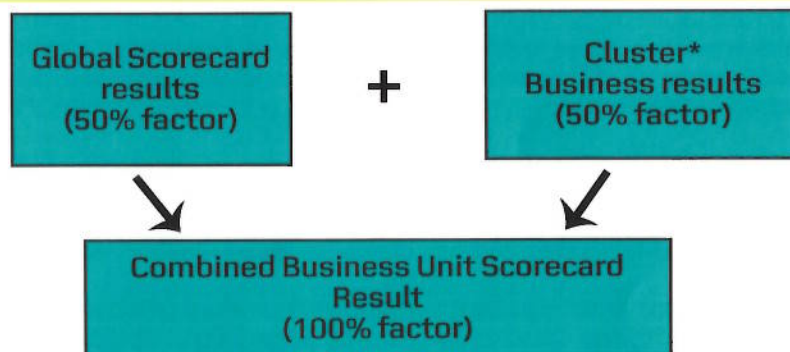 Global Scorecard
results
(50% factor)
+
Cluster*
Business results
(50% factor)
Combined Business Unit Scorecard
Result
(100% factor)